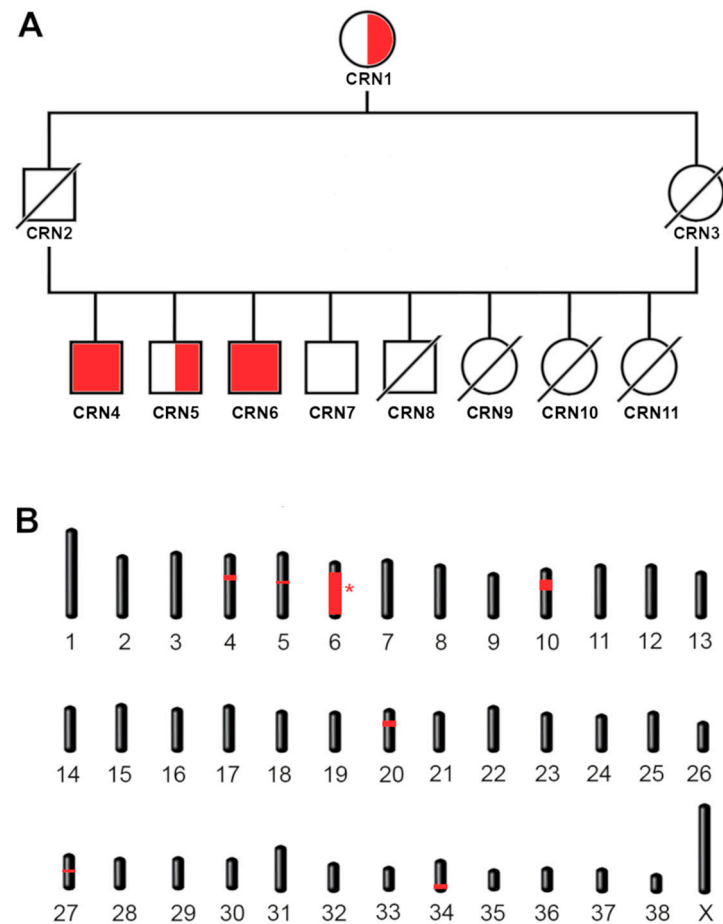 A
CRN1
CRN2 CRN3
CRN4 CRN5 CRN6 CRN7 CRN8 CRN9 CRN10 CRN11
B
*
1 2 3 4 5 6 7 8 9 10 11 12 13
14 15 16 17 18 19 20 21 22 23 24 25 26
27 28 29 30 31 32 33 34 35 36 37 38 X